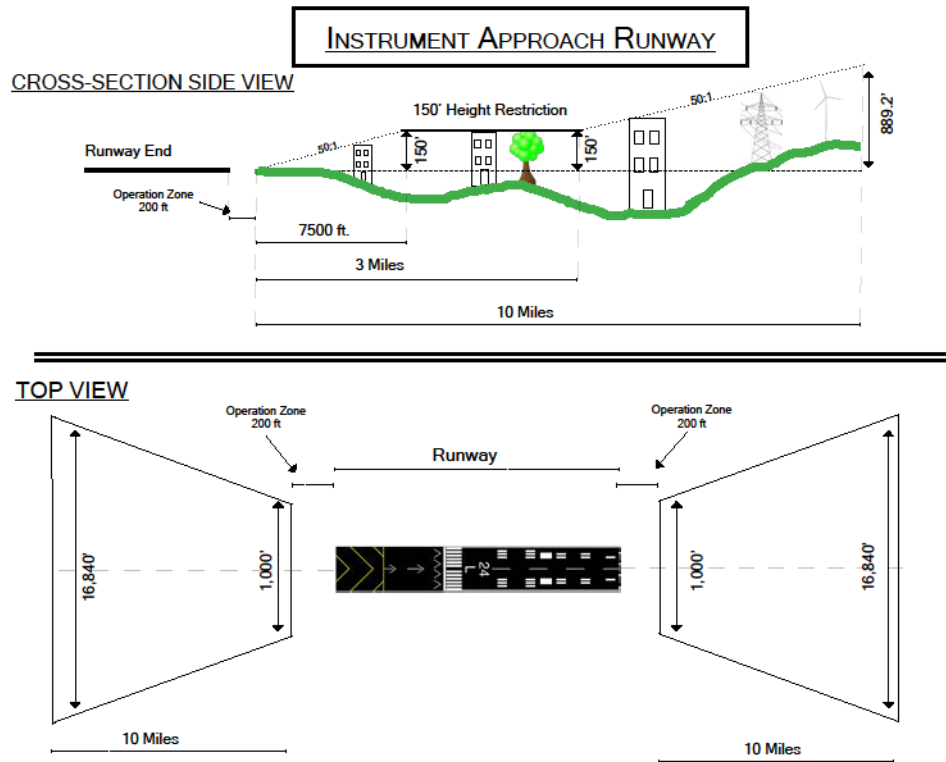 INSTRUMENT APPROACH RUNWAY
CROSS-SECTION SIDE VIEW
50:1
889.2'
150' Height Restriction
50:1
150'
150'
Runway End
Operation Zone
200 ft
7500 ft.
3 Miles
10 Miles
TOP VIEW
Operation Zone
200 ft
Operation Zone
200 ft
Runway
16,840'
1,000'
24
L
1,000'
16,840'
10 Miles
10 Miles